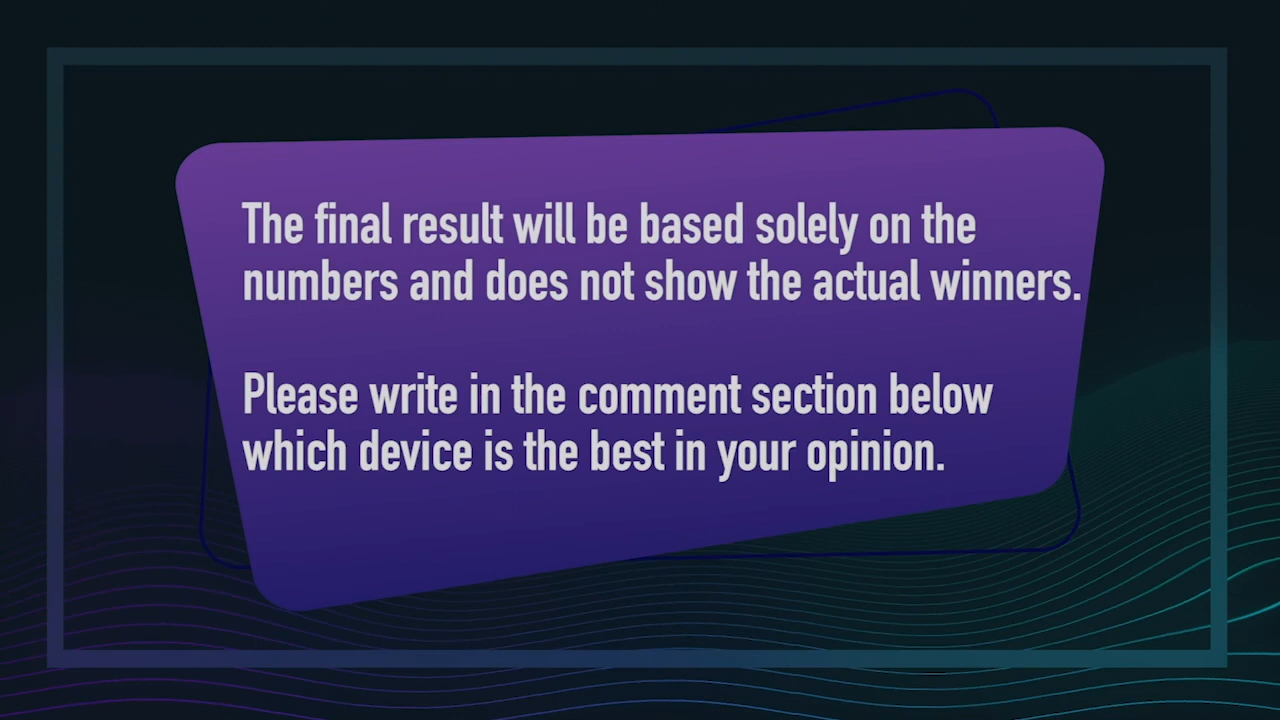 The final result will be based solely on the
numbers and does not show the actual winners.
Please write in the comment section below
which device is the best in your opinion.